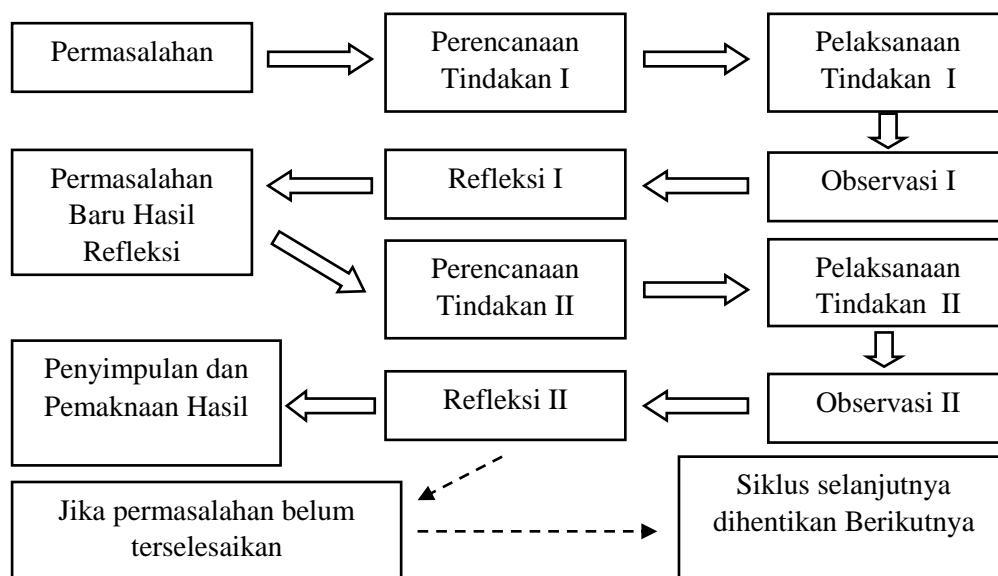 Permasalahan
Perencanaan
Tindakan I
Pelaksanaan
Tindakan  I
Permasalahan
Baru Hasil
Refleksi
Refleksi I
Observasi I
Perencanaan
Tindakan II
Pelaksanaan
Tindakan  II
Penyimpulan dan
Pemaknaan Hasil
Refleksi II
Observasi II
Jika permasalahan belum
terselesaikan
Siklus selanjutnya
dihentikan Berikutnya